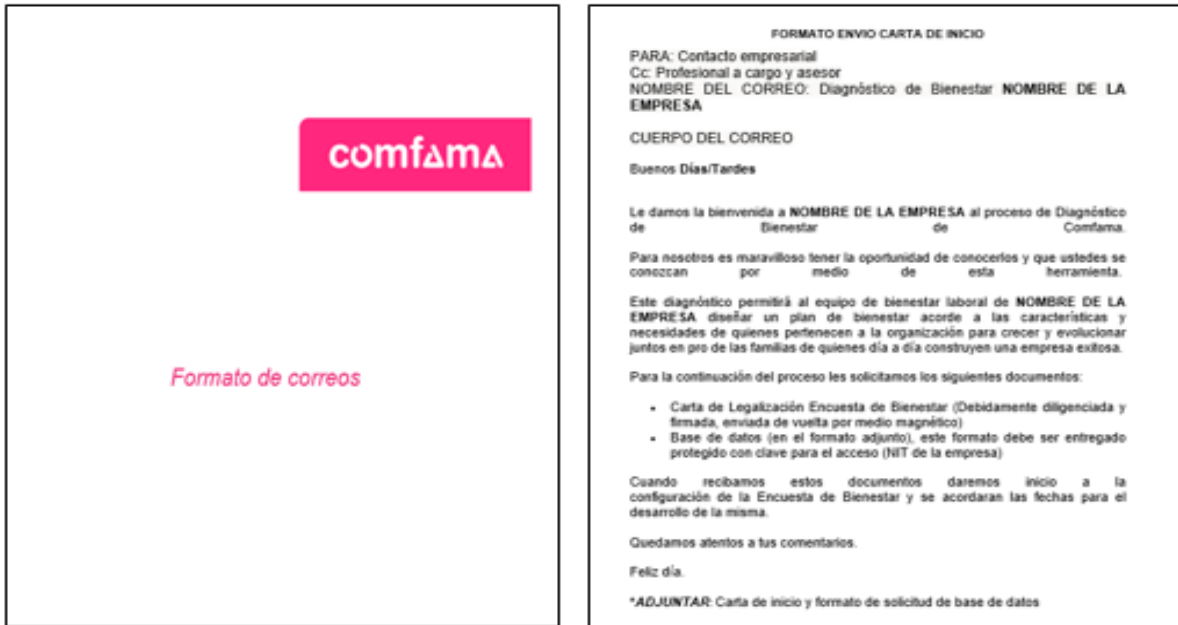 comfama
Formato de correos
FORMATO ENVIO CARTA DE INICIO
PARA: Contacto empresarial
Cc: Profesional a cargo y asesor
NOMBRE DEL CORREO: Diagnóstico de Bienestar NOMBRE DE LA
EMPRESA
CUERPO DEL CORREO
Buenos Días/Tardes
Le damos la bienvenida a NOMBRE DE LA EMPRESA al proceso de Diagnóstico
de Bienestar de Comfama.
Para nosotros es maravilloso tener la oportunidad de conocerlos y que ustedes se
conozcan por medio de esta herramienta.
Este diagnóstico permitirá al equipo de bienestar laboral de NOMBRE DE LA
EMPRESA diseñar un plan de bienestar acorde a las características y
necesidades de quienes pertenecen a la organización para crecer y evolucionar
juntos en pro de las familias de quienes día a día construyen una empresa exitosa.
Para la continuación del proceso les solicitamos los siguientes documentos:
• Carta de Legalización Encuesta de Bienestar (Debidamente diligenciada y
firmada, enviada de vuelta por medio magnético)
• Base de datos (en el formato adjunto), este formato debe ser entregado
protegido con clave para el acceso (NIT de la empresa)
Cuando recibamos estos documentos daremos inicio a la
configuración de la Encuesta de Bienestar y se acordaran las fechas para el
desarrollo de la misma.
Quedamos atentos a tus comentarios.
Feliz día.
*ADJUNTAR: Carta de inicio y formato de solicitud de base de datos